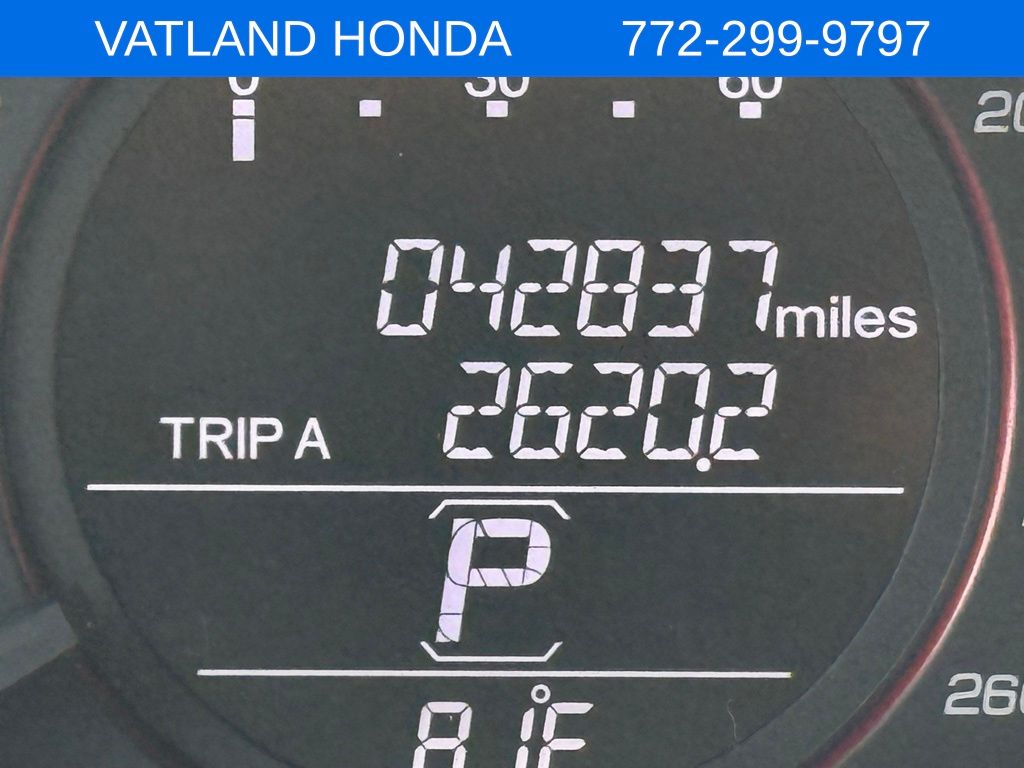 VATLAND HONDA 772-299-9797
0 30 60
20
042837 miles
TRIP A 2620.2
P
260
°F